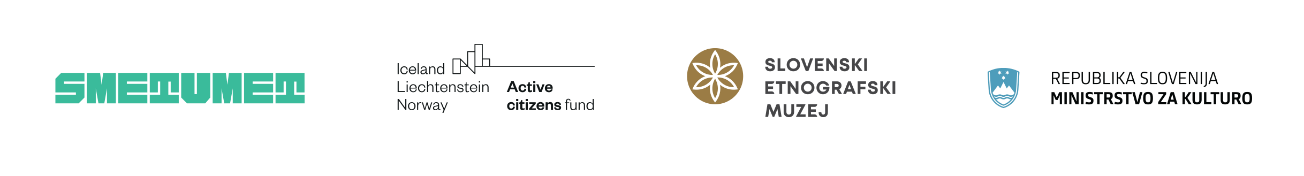 SMETUMET
Iceland
Liechtenstein
Norway
Active
citizens fund
SLOVENSKI
ETNOGRAFSKI
MUZEJ
REPUBLIKA SLOVENIJA
MINISTRSTVO ZA KULTURO